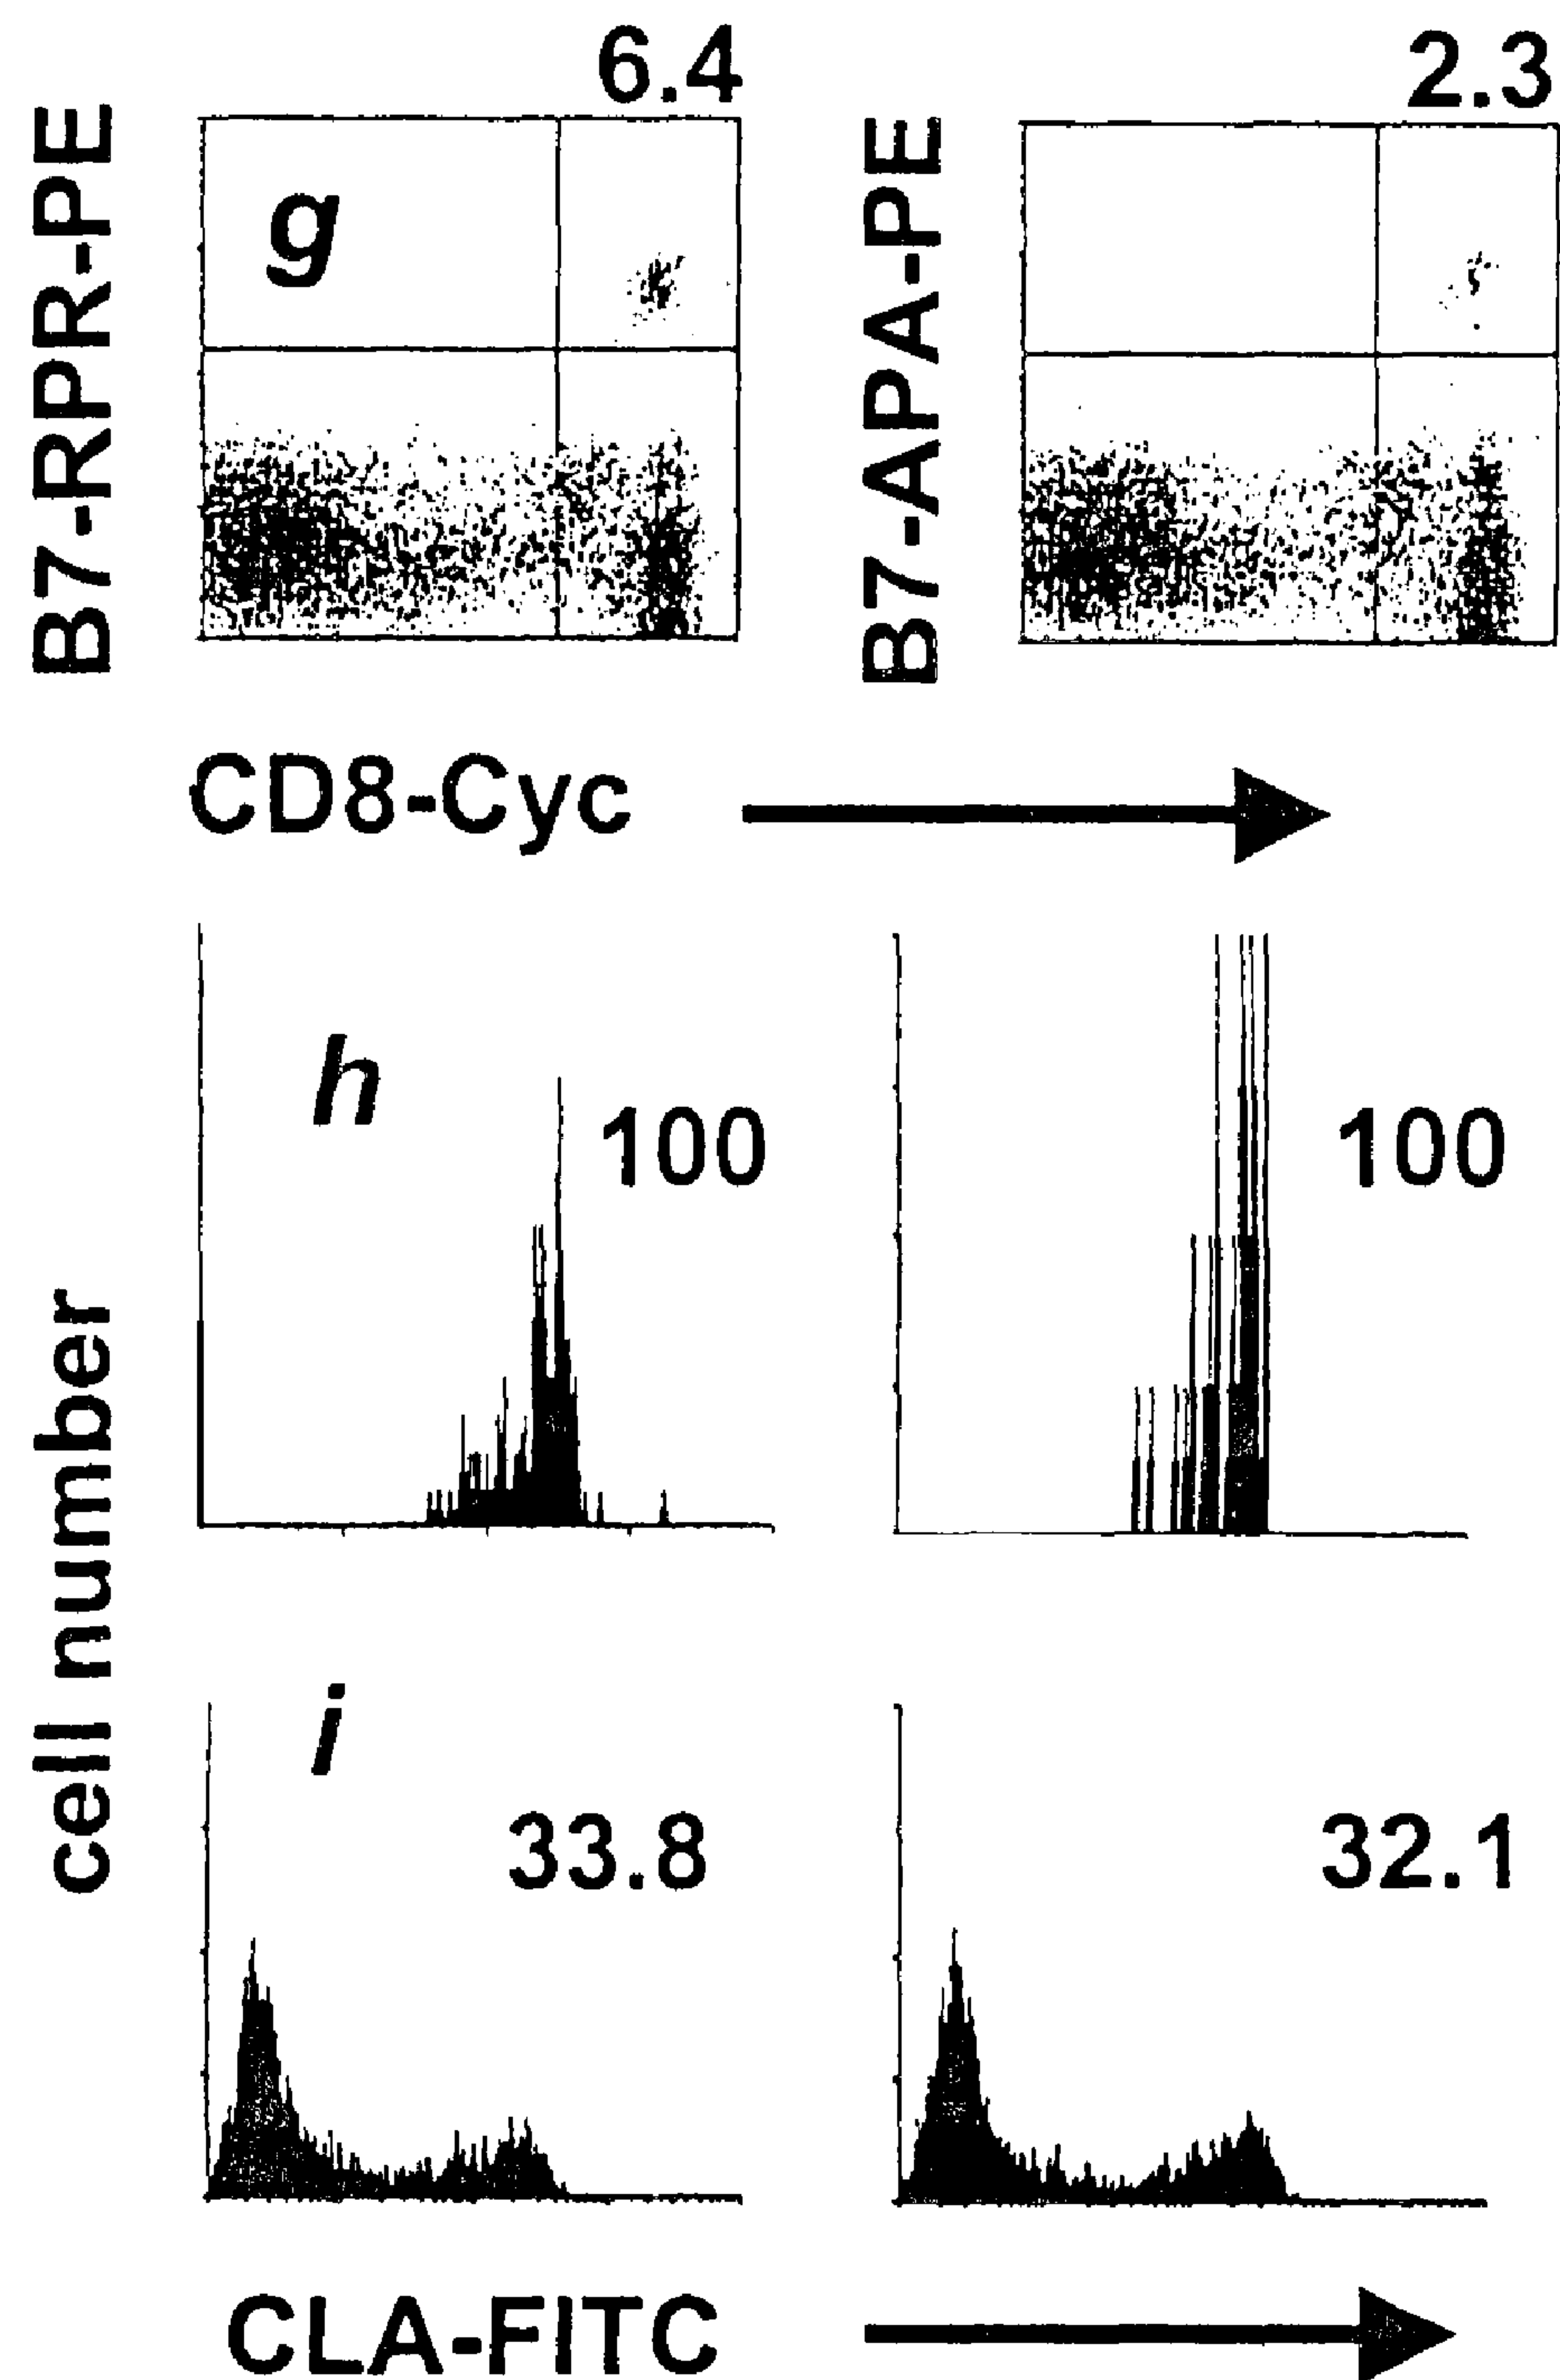 6.4
2.3
B7-RPR-PE
g
B7-APA-PE
CD8-Cyc
h
100
100
cell number
i
33.8
32.1
CLA-FITC